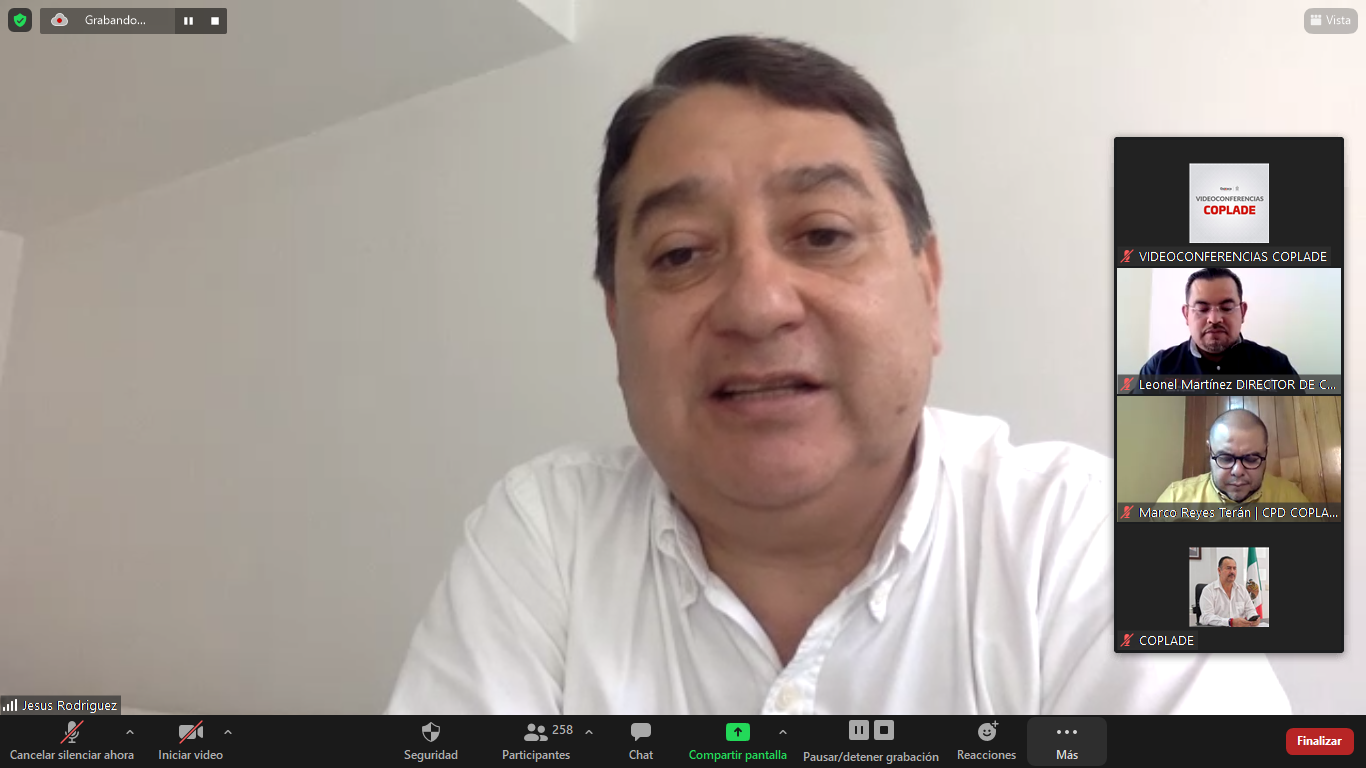 Grabando...
Vista
VIDEOCONFERENCIAS
COPLADE
VIDEOCONFERENCIAS COPLADE
Leonel Martínez DIRECTOR DE C...
Marco Reyes Terán | CPD COPLA...
COPLADE
Jesus Rodriguez
Cancelar silenciar ahora
Iniciar video
Seguridad
258
Participantes
Chat
Compartir pantalla
Pausar/detener grabación
Reacciones
Más
Finalizar